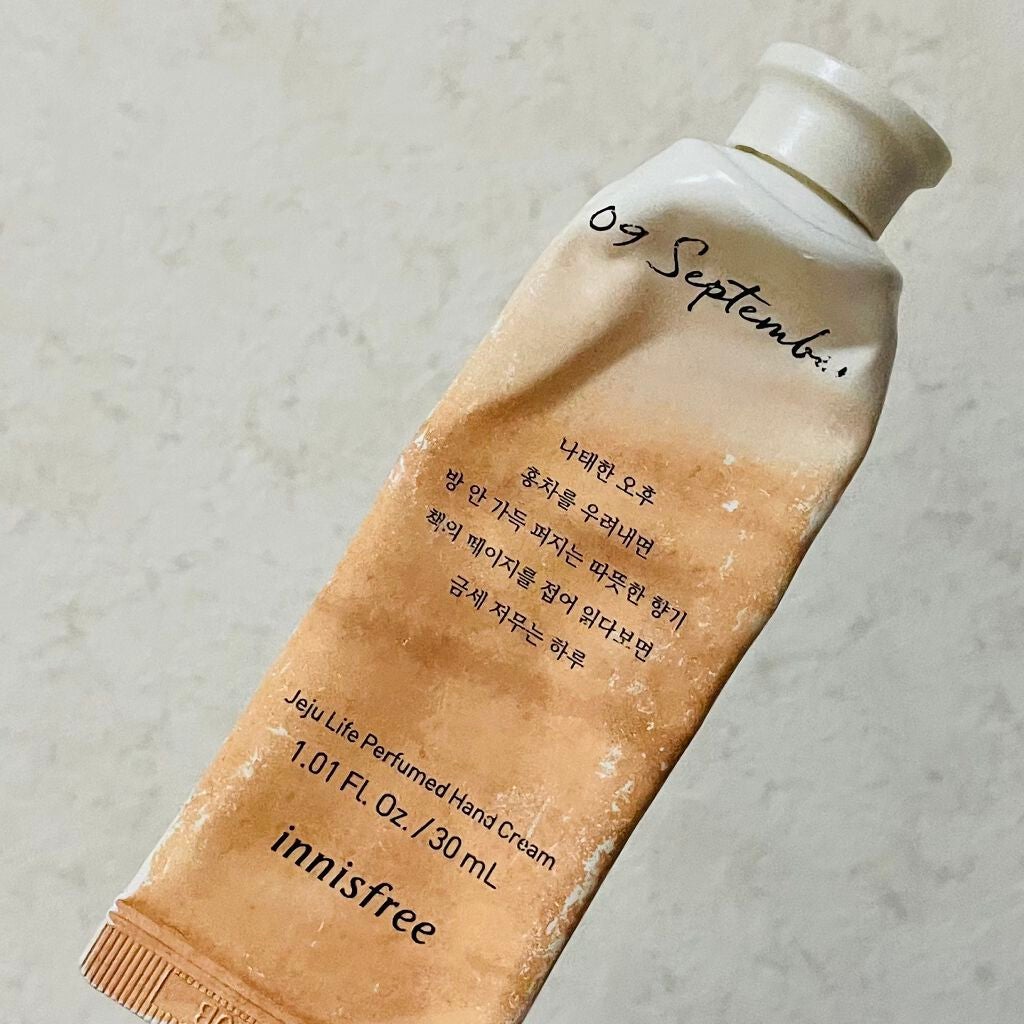 09 September
나태한 오후
홍차를 우려내면
방 안 가득 퍼지는 따뜻한 향기
책의 페이지를 접어 읽다보면
금세 저무는 하루
Jeju Life Perfumed Hand Cream
1.01 FL. Oz. / 30 mL
innisfree